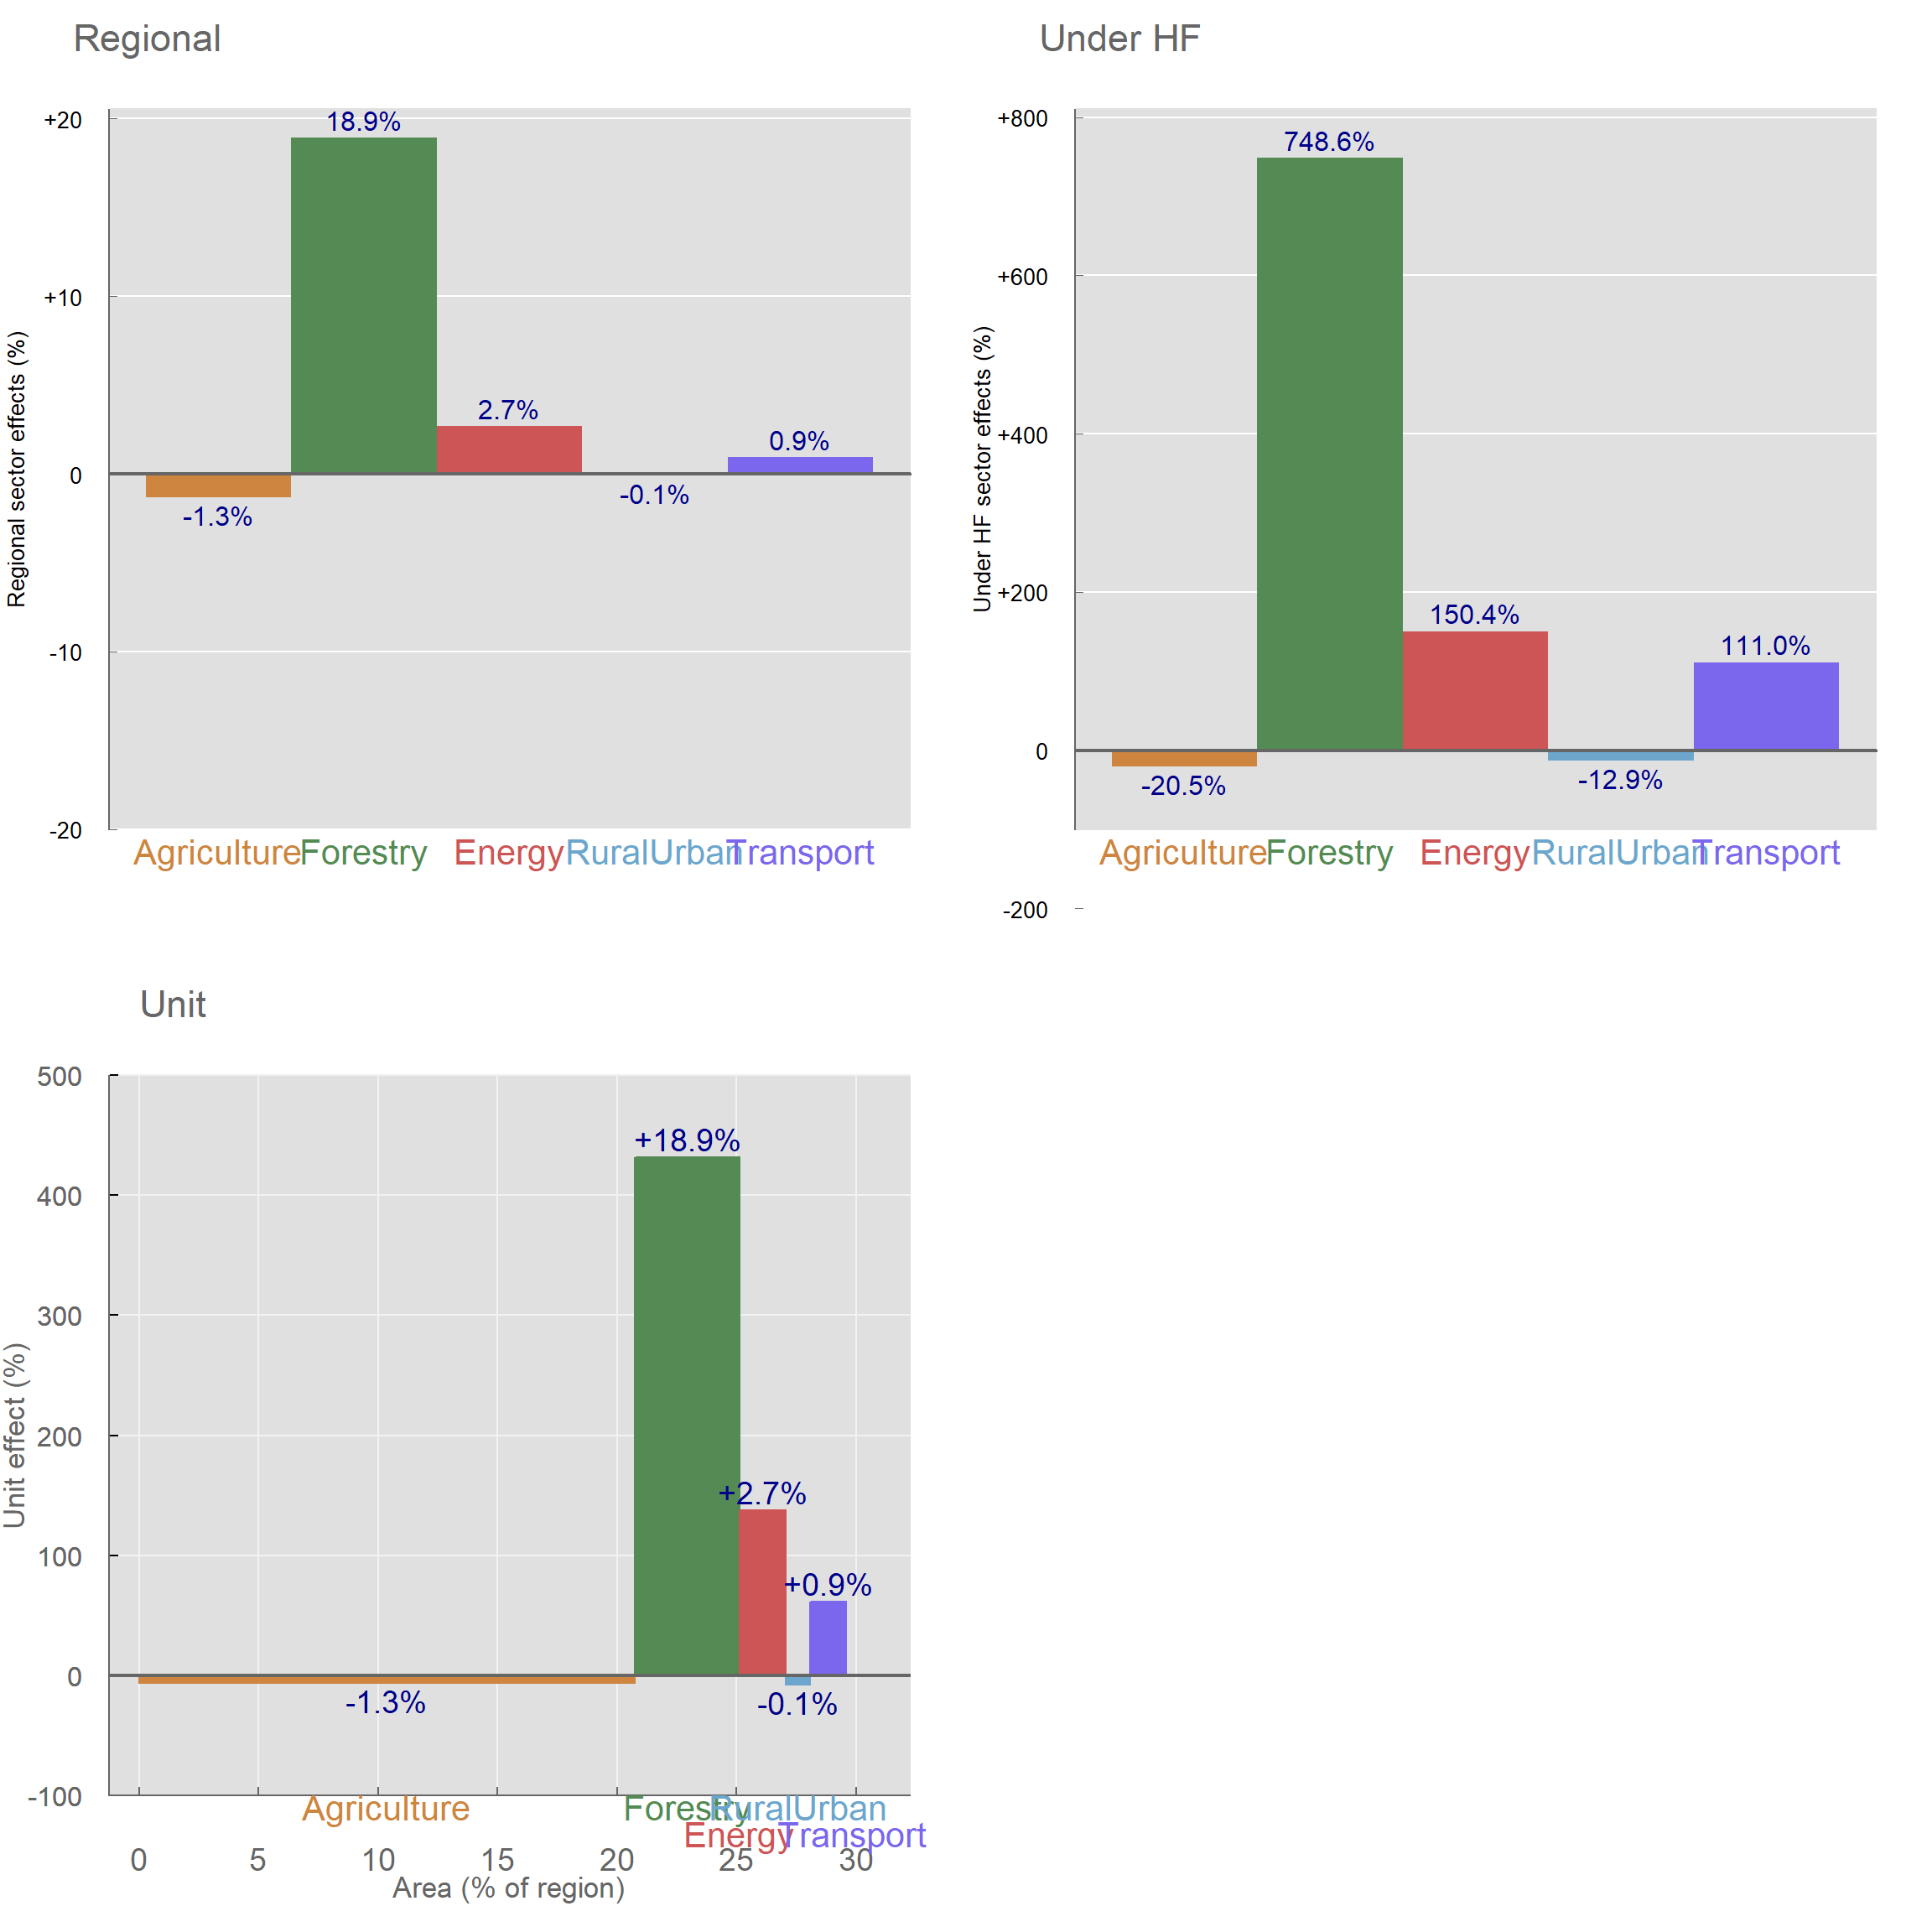 Regional
Regional sector effects (%)
+20
+10
0
-10
-20
18.9%
2.7%
0.9%
-0.1%
-1.3%
Agriculture Forestry Energy RuralUrban Transport
Under HF
Under HF sector effects (%)
+800
+600
+400
+200
0
-200
748.6%
150.4%
111.0%
-20.5%
-12.9%
Agriculture Forestry Energy RuralUrban Transport
Unit
Unit effect (%)
500
400
300
200
100
0
-100
+18.9%
+2.7%
+0.9%
-1.3%
-0.1%
Agriculture Forestry RuralUrban
Energy Transport
0 5 10 15 20 25 30
Area (% of region)